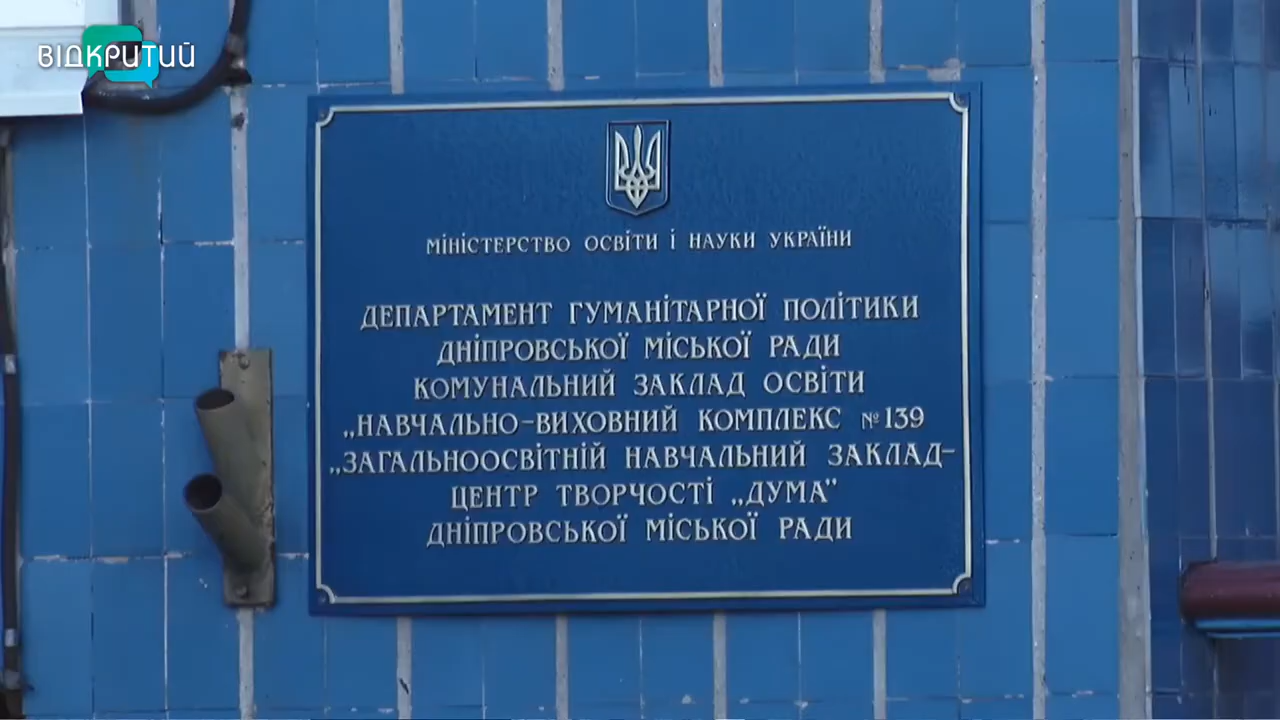 ВІДКРИТИЙ
МІНІСТЕРСТВО ОСВІТИ І НАУКИ УКРАЇНИ
ДЕПАРТАМЕНТ ГУМАНІТАРНОЇ ПОЛІТИКИ
ДНІПРОВСЬКОЇ МІСЬКОЇ РАДИ
КОМУНАЛЬНИЙ ЗАКЛАД ОСВІТИ
„НАВЧАЛЬНО-ВИХОВНИЙ КОМПЛЕКС №139
„ЗАГАЛЬНООСВІТНІЙ НАВЧАЛЬНИЙ ЗАКЛАД-
ЦЕНТР ТВОРЧОСТІ „ДУМА"
ДНІПРОВСЬКОЇ МІСЬКОЇ РАДИ